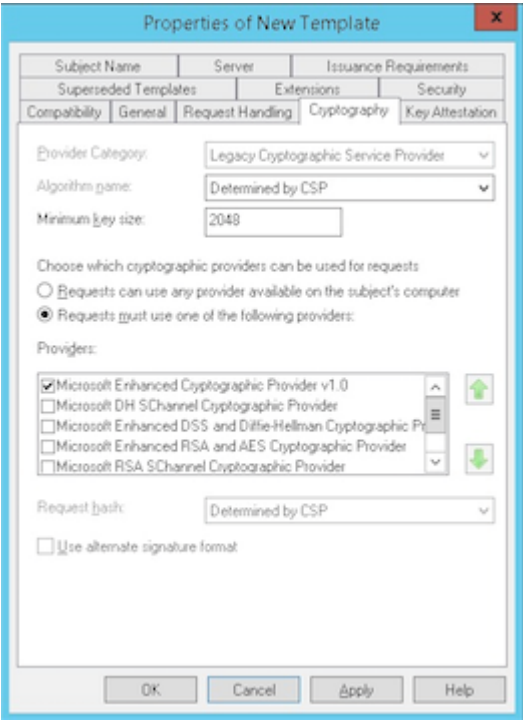 Properties of New Template
x
Subject Name Server Issuance Requirements
Superseded Templates Extensions Security
Compatibility General Request Handling Cryptography Key Attestation
Provider Category: Legacy Cryptographic Service Provider
Algorithm name: Determined by CSP
Minimum key size: 2048
Choose which cryptographic providers can be used for requests
Requests can use any provider available on the subject's computer
Requests must use one of the following providers:
Providers:
Microsoft Enhanced Cryptographic Provider v1.0
Microsoft DH SChannel Cryptographic Provider
Microsoft Enhanced DSS and Diffie-Hellman Cryptographic Pr
Microsoft Enhanced RSA and AES Cryptographic Provider
Microsoft RSA SChannel Cryptographic Provider
Request hash: Determined by CSP
Use alternate signature format
OK Cancel Apply Help